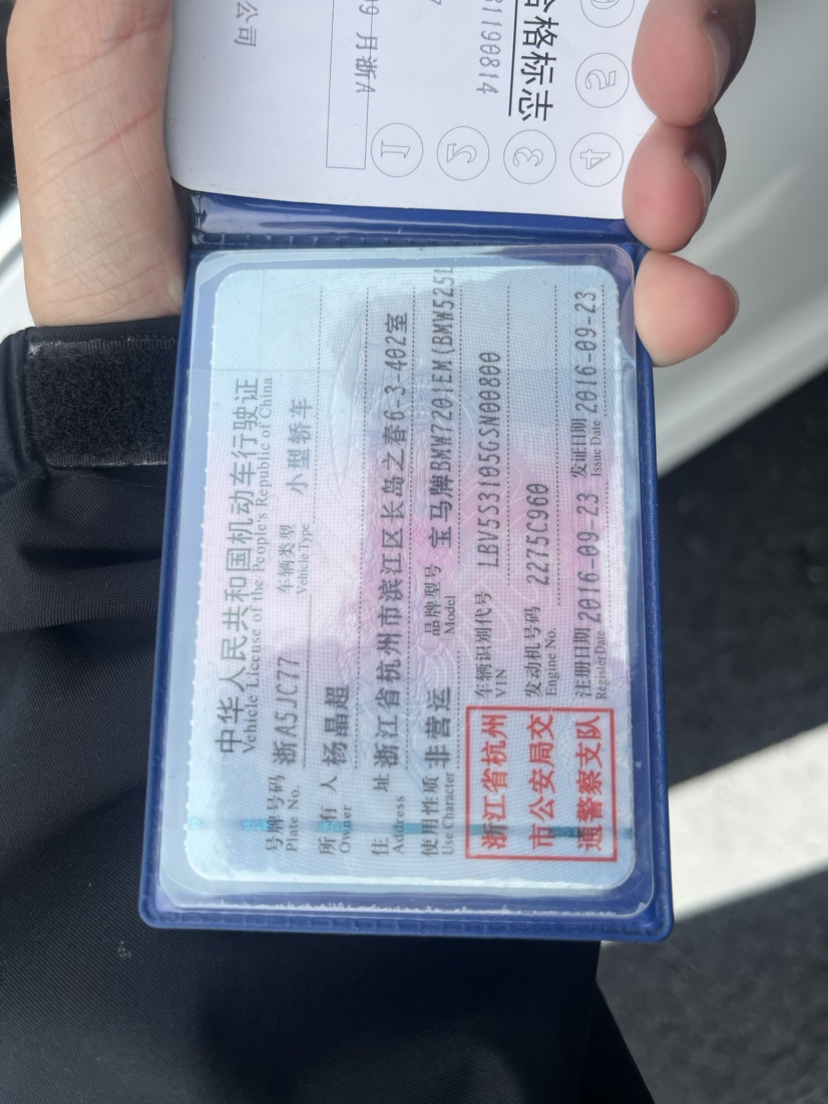 合格标志
31190814
09 月浙A
公司
1
2
3
4
5
中华人民共和国机动车行驶证
Vehicle License of the People's Republic of China
号牌号码 浙A5JC77 车辆类型 小型轿车
Plate No. Vehicle Type
所有人 杨晶超
Owner
住址 浙江省杭州市滨江区长岛之春6-3-402室
Address
使用性质 非营运 品牌型号 宝马牌BMW7201EM(BMW525L
Use Character Model
浙江省杭州
市公安局交
通警察支队
车辆识别代号 LBV5S3105GSN00800
VIN
发动机号码 2275C960
Engine No.
注册日期 2016-09-23 发证日期 2016-09-23
Register Date Issue Date